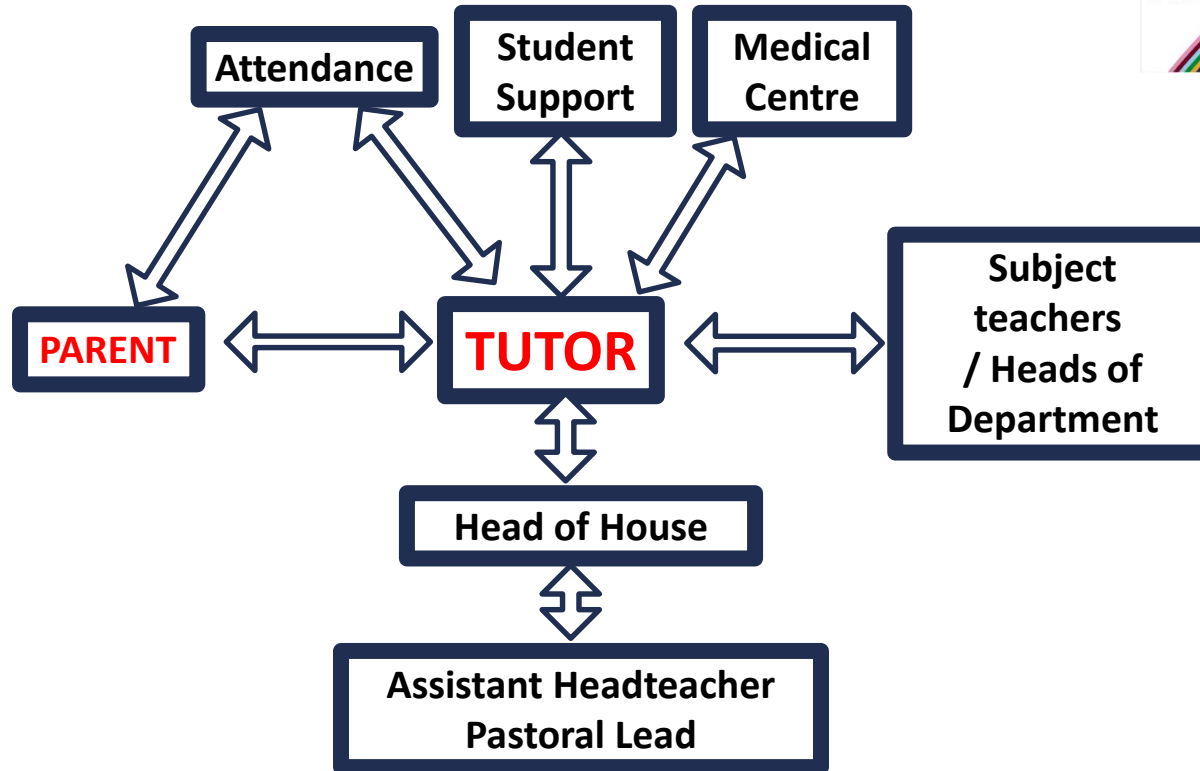 Attendance
Student
Support
Medical
Centre
PARENT
TUTOR
Subject
teachers
/ Heads of
Department
Head of House
Assistant Headteacher
Pastoral Lead